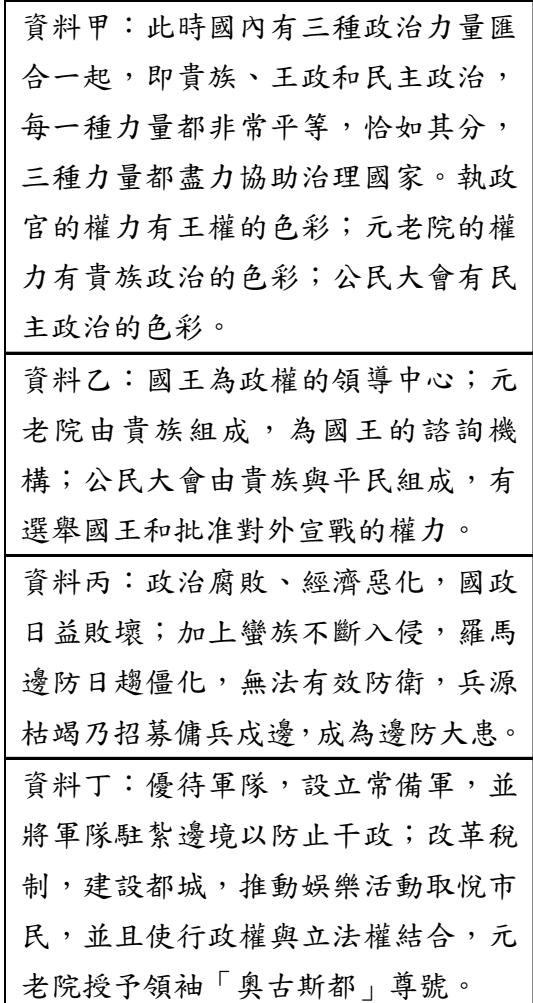 資料甲：此時國內有三種政治力量匯
合一起，即貴族、王政和民主政治，
每一種力量都非常平等，恰如其分，
三種力量都盡力協助治理國家。執政
官的權力有王權的色彩；元老院的權
力有貴族政治的色彩；公民大會有民
主政治的色彩。
資料乙：國王為政權的領導中心；元
老院由貴族組成，為國王的諮詢機
構；公民大會由貴族與平民組成，有
選舉國王和批准對外宣戰的權力。
資料丙：政治腐敗、經濟惡化，國政
日益敗壞；加上蠻族不斷入侵，羅馬
邊防日趨僵化，無法有效防衛，兵源
枯竭乃招募傭兵戍邊，成為邊防大患。
資料丁：優待軍隊，設立常備軍，並
將軍隊駐紮邊境以防止干政；改革稅
制，建設都城，推動娛樂活動取悅市
民，並且使行政權與立法權結合，元
老院授予領袖「奧古斯都」尊號。